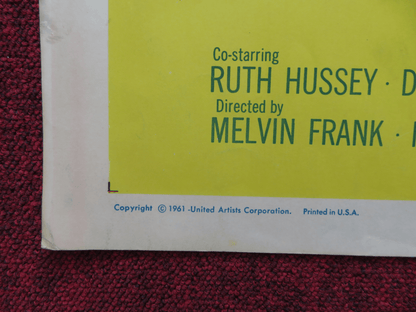 Co-starring
RUTH HUSSEY · D
Directed by
MELVIN FRANK ·
Copyright © 1961 -United Artists Corporation. Printed in U.S.A.